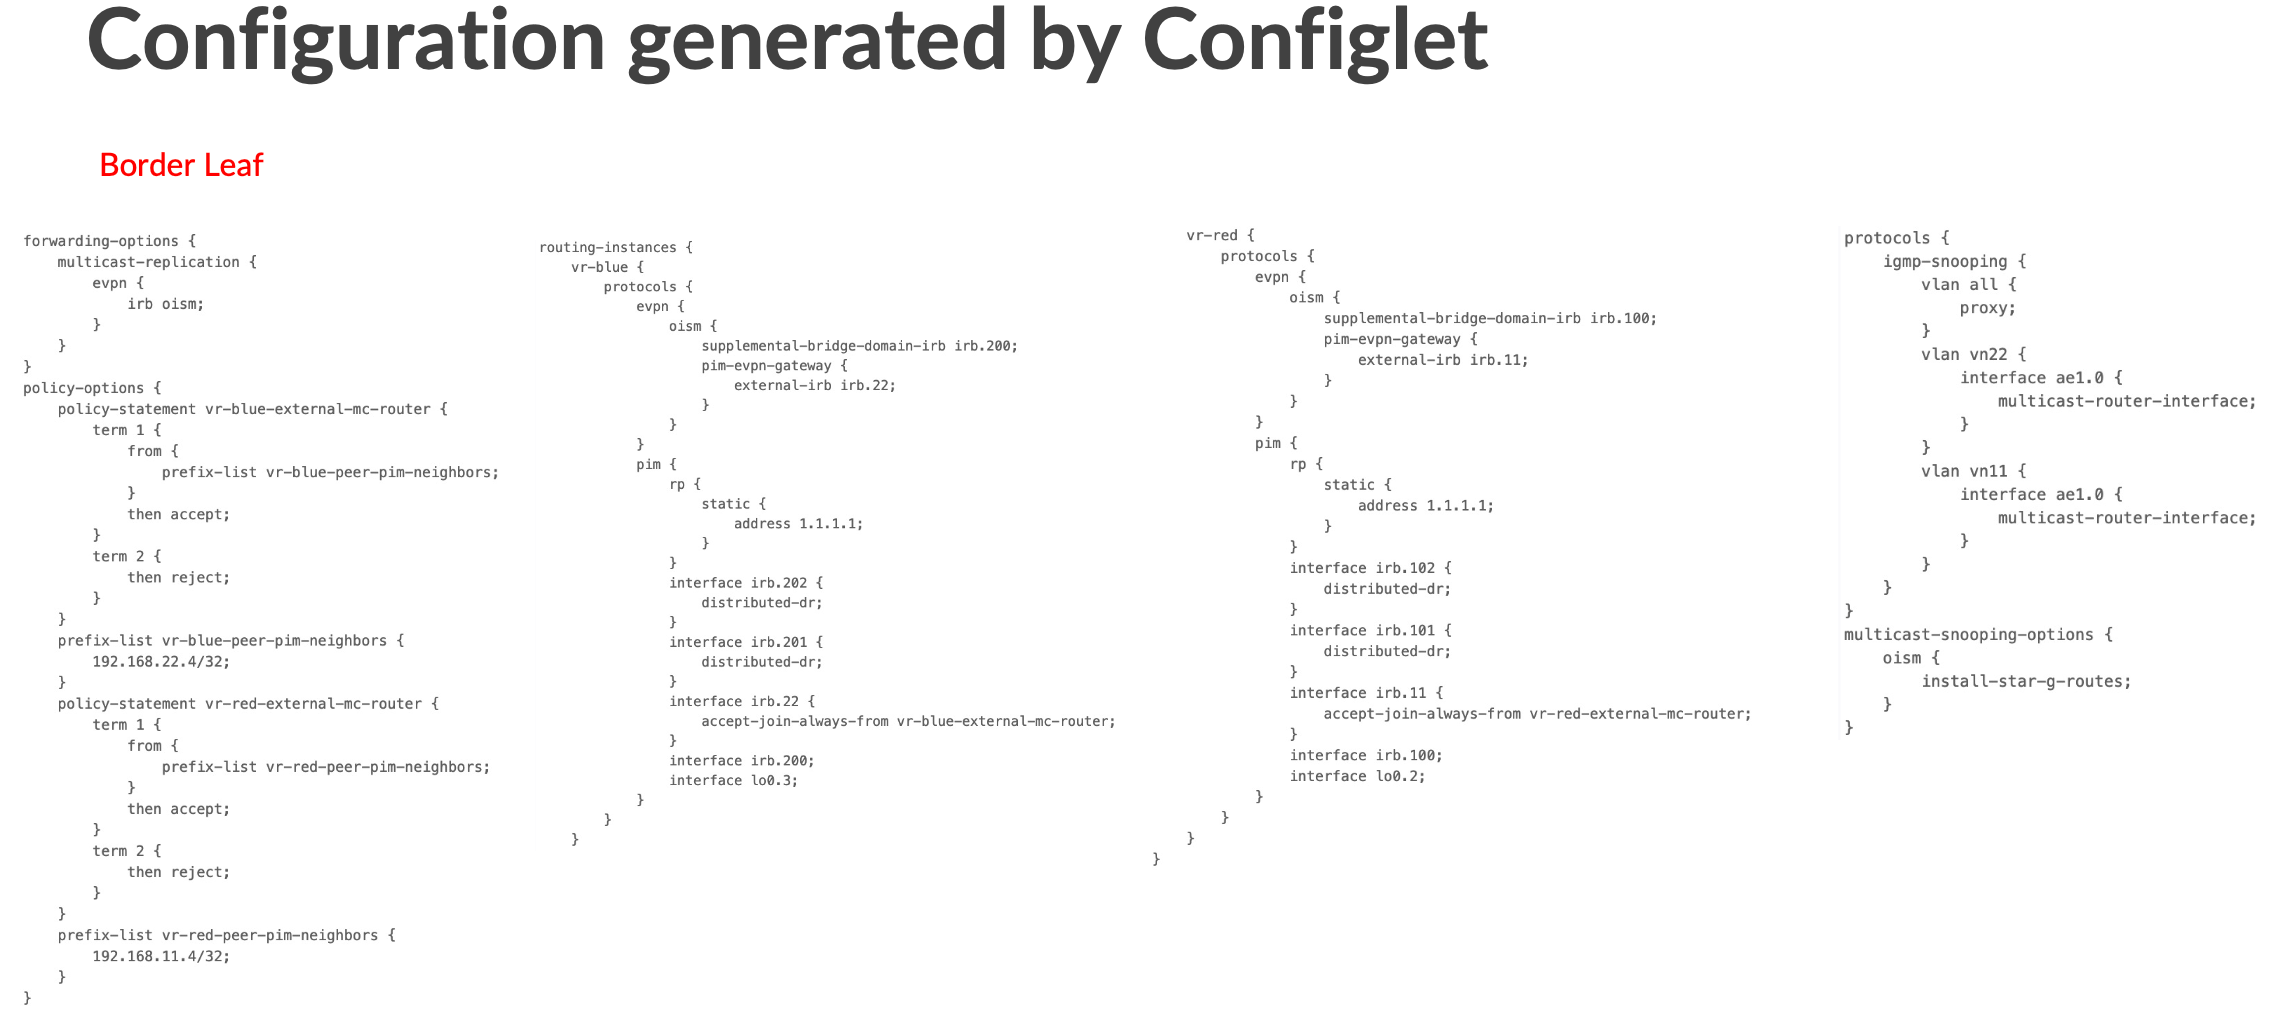 Configuration generated by Configlet
Border Leaf
forwarding-options {
    multicast-replication {
        evpn {
            irb oism;
        }
    }
}
policy-options {
    policy-statement vr-blue-external-mc-router {
        term 1 {
            from {
                prefix-list vr-blue-peer-pim-neighbors;
            }
            then accept;
        }
        term 2 {
            then reject;
        }
    }
    prefix-list vr-blue-peer-pim-neighbors {
        192.168.22.4/32;
    }
    policy-statement vr-red-external-mc-router {
        term 1 {
            from {
                prefix-list vr-red-peer-pim-neighbors;
            }
            then accept;
        }
        term 2 {
            then reject;
        }
    }
    prefix-list vr-red-peer-pim-neighbors {
        192.168.11.4/32;
    }
}
routing-instances {
    vr-blue {
        protocols {
            evpn {
                oism {
                    supplemental-bridge-domain-irb irb.200;
                    pim-evpn-gateway {
                        external-irb irb.22;
                    }
                }
            }
            pim {
                rp {
                    static {
                        address 1.1.1.1;
                    }
                }
                interface irb.202 {
                    distributed-dr;
                }
                interface irb.201 {
                    distributed-dr;
                }
                interface irb.22 {
                    accept-join-always-from vr-blue-external-mc-router;
                }
                interface irb.200;
                interface lo0.3;
            }
        }
    }
    vr-red {
        protocols {
            evpn {
                oism {
                    supplemental-bridge-domain-irb irb.100;
                    pim-evpn-gateway {
                        external-irb irb.11;
                    }
                }
            }
            pim {
                rp {
                    static {
                        address 1.1.1.1;
                    }
                }
                interface irb.102 {
                    distributed-dr;
                }
                interface irb.101 {
                    distributed-dr;
                }
                interface irb.11 {
                    accept-join-always-from vr-red-external-mc-router;
                }
                interface irb.100;
                interface lo0.2;
            }
        }
    }
}
protocols {
    igmp-snooping {
        vlan all {
            proxy;
        }
        vlan vn22 {
            interface ae1.0 {
                multicast-router-interface;
            }
        }
        vlan vn11 {
            interface ae1.0 {
                multicast-router-interface;
            }
        }
    }
}
multicast-snooping-options {
    oism {
        install-star-g-routes;
    }
}